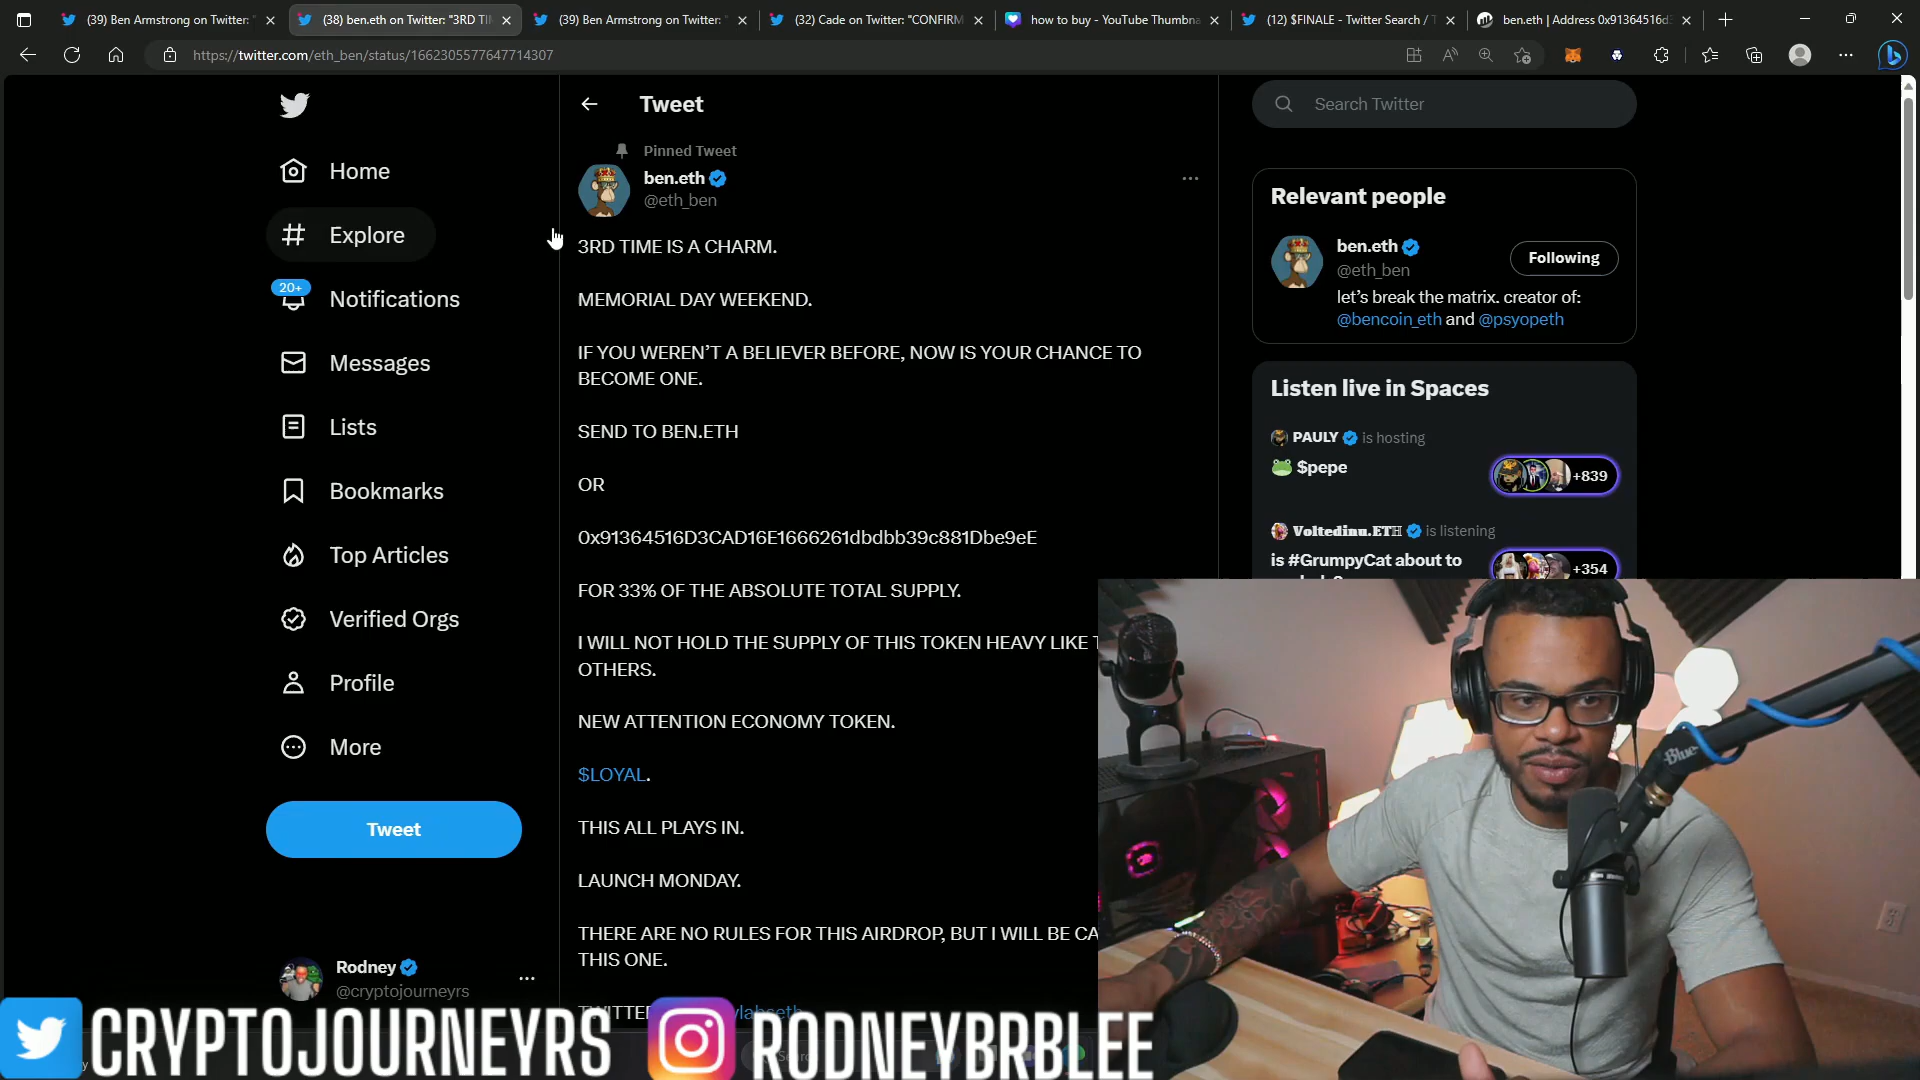 (39) Ben Armstrong on Twitter: "
(38) ben.eth on Twitter: "3RD TI
(39) Ben Armstrong on Twitter:
(32) Cade on Twitter: "CONFIRM
how to buy - YouTube Thumbna
(12) $FINALE - Twitter Search / T
ben.eth | Address 0x91364516d3
https://twitter.com/eth_ben/status/1662305577647714307
Home
Explore
20+
Notifications
Messages
Lists
Bookmarks
Top Articles
Verified Orgs
Profile
More
Tweet
Rodney
@cryptojourneyrs
Tweet
Pinned Tweet
ben.eth
@eth_ben
3RD TIME IS A CHARM.
MEMORIAL DAY WEEKEND.
IF YOU WEREN'T A BELIEVER BEFORE, NOW IS YOUR CHANCE TO
BECOME ONE.
SEND TO BEN.ETH
OR
0x91364516D3CAD16E1666261dbdbb39c881Dbe9eE
FOR 33% OF THE ABSOLUTE TOTAL SUPPLY.
I WILL NOT HOLD THE SUPPLY OF THIS TOKEN HEAVY LIKE T
OTHERS.
NEW ATTENTION ECONOMY TOKEN.
$LOYAL.
THIS ALL PLAYS IN.
LAUNCH MONDAY.
THERE ARE NO RULES FOR THIS AIRDROP, BUT I WILL BE CA
THIS ONE.
Search Twitter
Relevant people
ben.eth
@eth_ben
Following
let's break the matrix. creator of:
@bencoin_eth and @psyopeth
Listen live in Spaces
PAULY is hosting
🐸 $pepe
+839
Voltedinu.ETH is listening
is #GrumpyCat about to
+354
Blue
CRYPTOJOURNEYRS
RODNEYBRBLEE